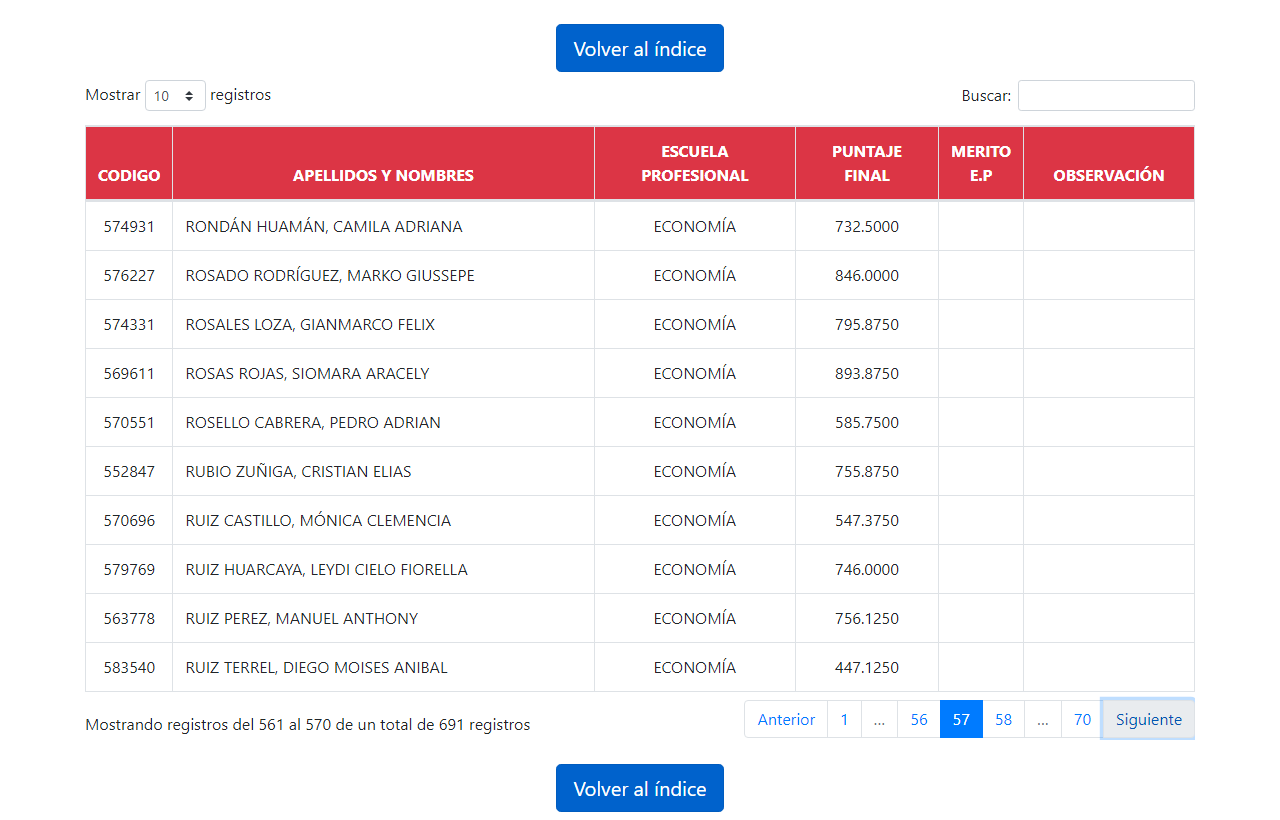 Volver al índice
Mostrar 10 registros Buscar:
CODIGO APELLIDOS Y NOMBRES ESCUELA PROFESIONAL PUNTAJE FINAL MERITO E.P OBSERVACIÓN
574931 RONDÁN HUAMÁN, CAMILA ADRIANA ECONOMÍA 732.5000
576227 ROSADO RODRÍGUEZ, MARKO GIUSSEPE ECONOMÍA 846.0000
574331 ROSALES LOZA, GIANMARCO FELIX ECONOMÍA 795.8750
569611 ROSAS ROJAS, SIOMARA ARACELY ECONOMÍA 893.8750
570551 ROSELLO CABRERA, PEDRO ADRIAN ECONOMÍA 585.7500
552847 RUBIO ZUÑIGA, CRISTIAN ELIAS ECONOMÍA 755.8750
570696 RUIZ CASTILLO, MÓNICA CLEMENCIA ECONOMÍA 547.3750
579769 RUIZ HUARCAYA, LEYDI CIELO FIORELLA ECONOMÍA 746.0000
563778 RUIZ PEREZ, MANUEL ANTHONY ECONOMÍA 756.1250
583540 RUIZ TERREL, DIEGO MOISES ANIBAL ECONOMÍA 447.1250
Mostrando registros del 561 al 570 de un total de 691 registros Anterior 1 ... 56 57 58 ... 70 Siguiente
Volver al índice